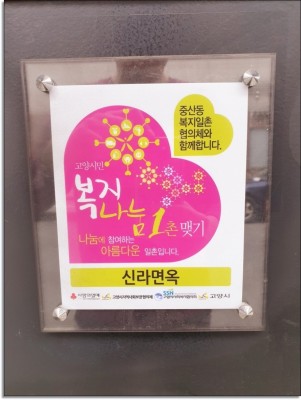 중산동
복지일촌
협의체와
함께합니다.
고양시민
복지
나눔1촌 맺기
나눔에 참여하는
아름다운 일촌입니다.
신라면옥
고양시